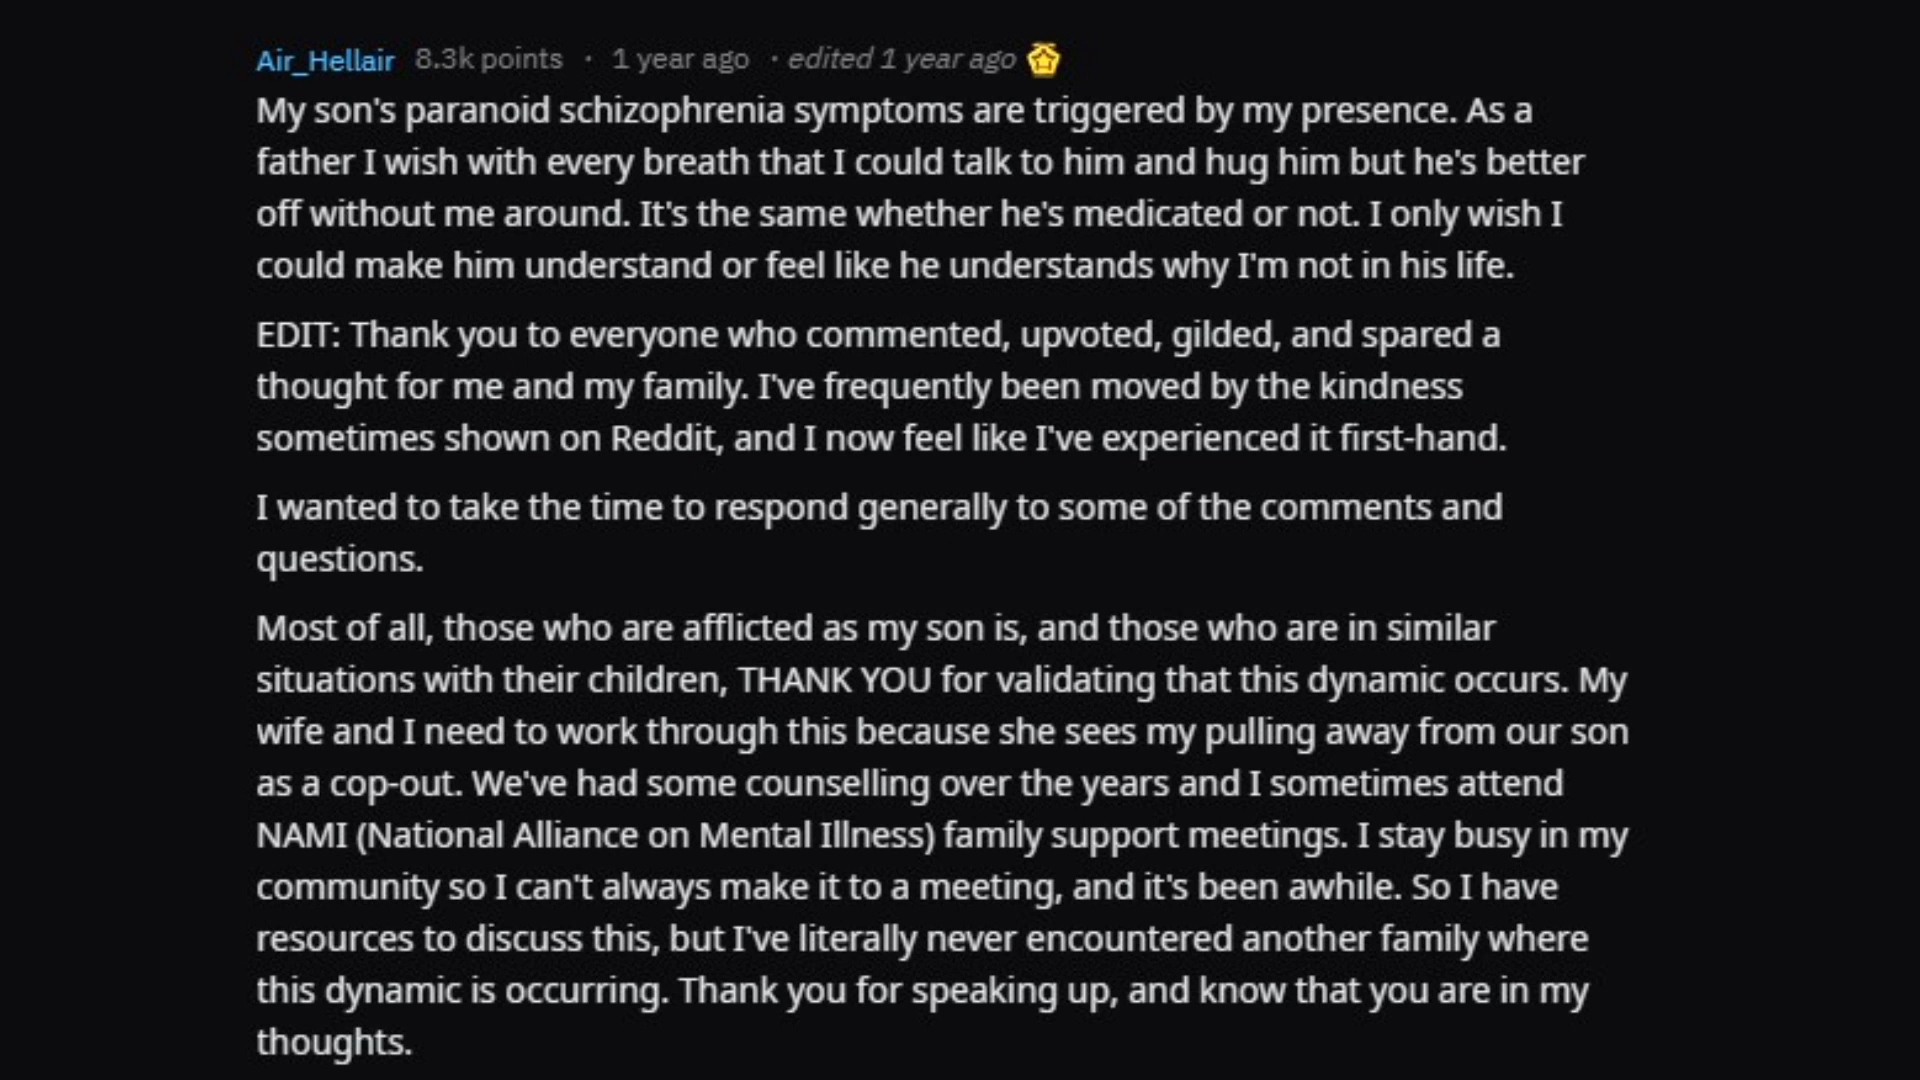 Air_Hellair 8.3k points · 1 year ago · edited 1 year ago
My son's paranoid schizophrenia symptoms are triggered by my presence. As a
father I wish with every breath that I could talk to him and hug him but he's better
off without me around. It's the same whether he's medicated or not. I only wish I
could make him understand or feel like he understands why I'm not in his life.
EDIT: Thank you to everyone who commented, upvoted, gilded, and spared a
thought for me and my family. I've frequently been moved by the kindness
sometimes shown on Reddit, and I now feel like I've experienced it first-hand.
I wanted to take the time to respond generally to some of the comments and
questions.
Most of all, those who are afflicted as my son is, and those who are in similar
situations with their children, THANK YOU for validating that this dynamic occurs. My
wife and I need to work through this because she sees my pulling away from our son
as a cop-out. We've had some counselling over the years and I sometimes attend
NAMI (National Alliance on Mental Illness) family support meetings. I stay busy in my
community so I can't always make it to a meeting, and it's been awhile. So I have
resources to discuss this, but I've literally never encountered another family where
this dynamic is occurring. Thank you for speaking up, and know that you are in my
thoughts.